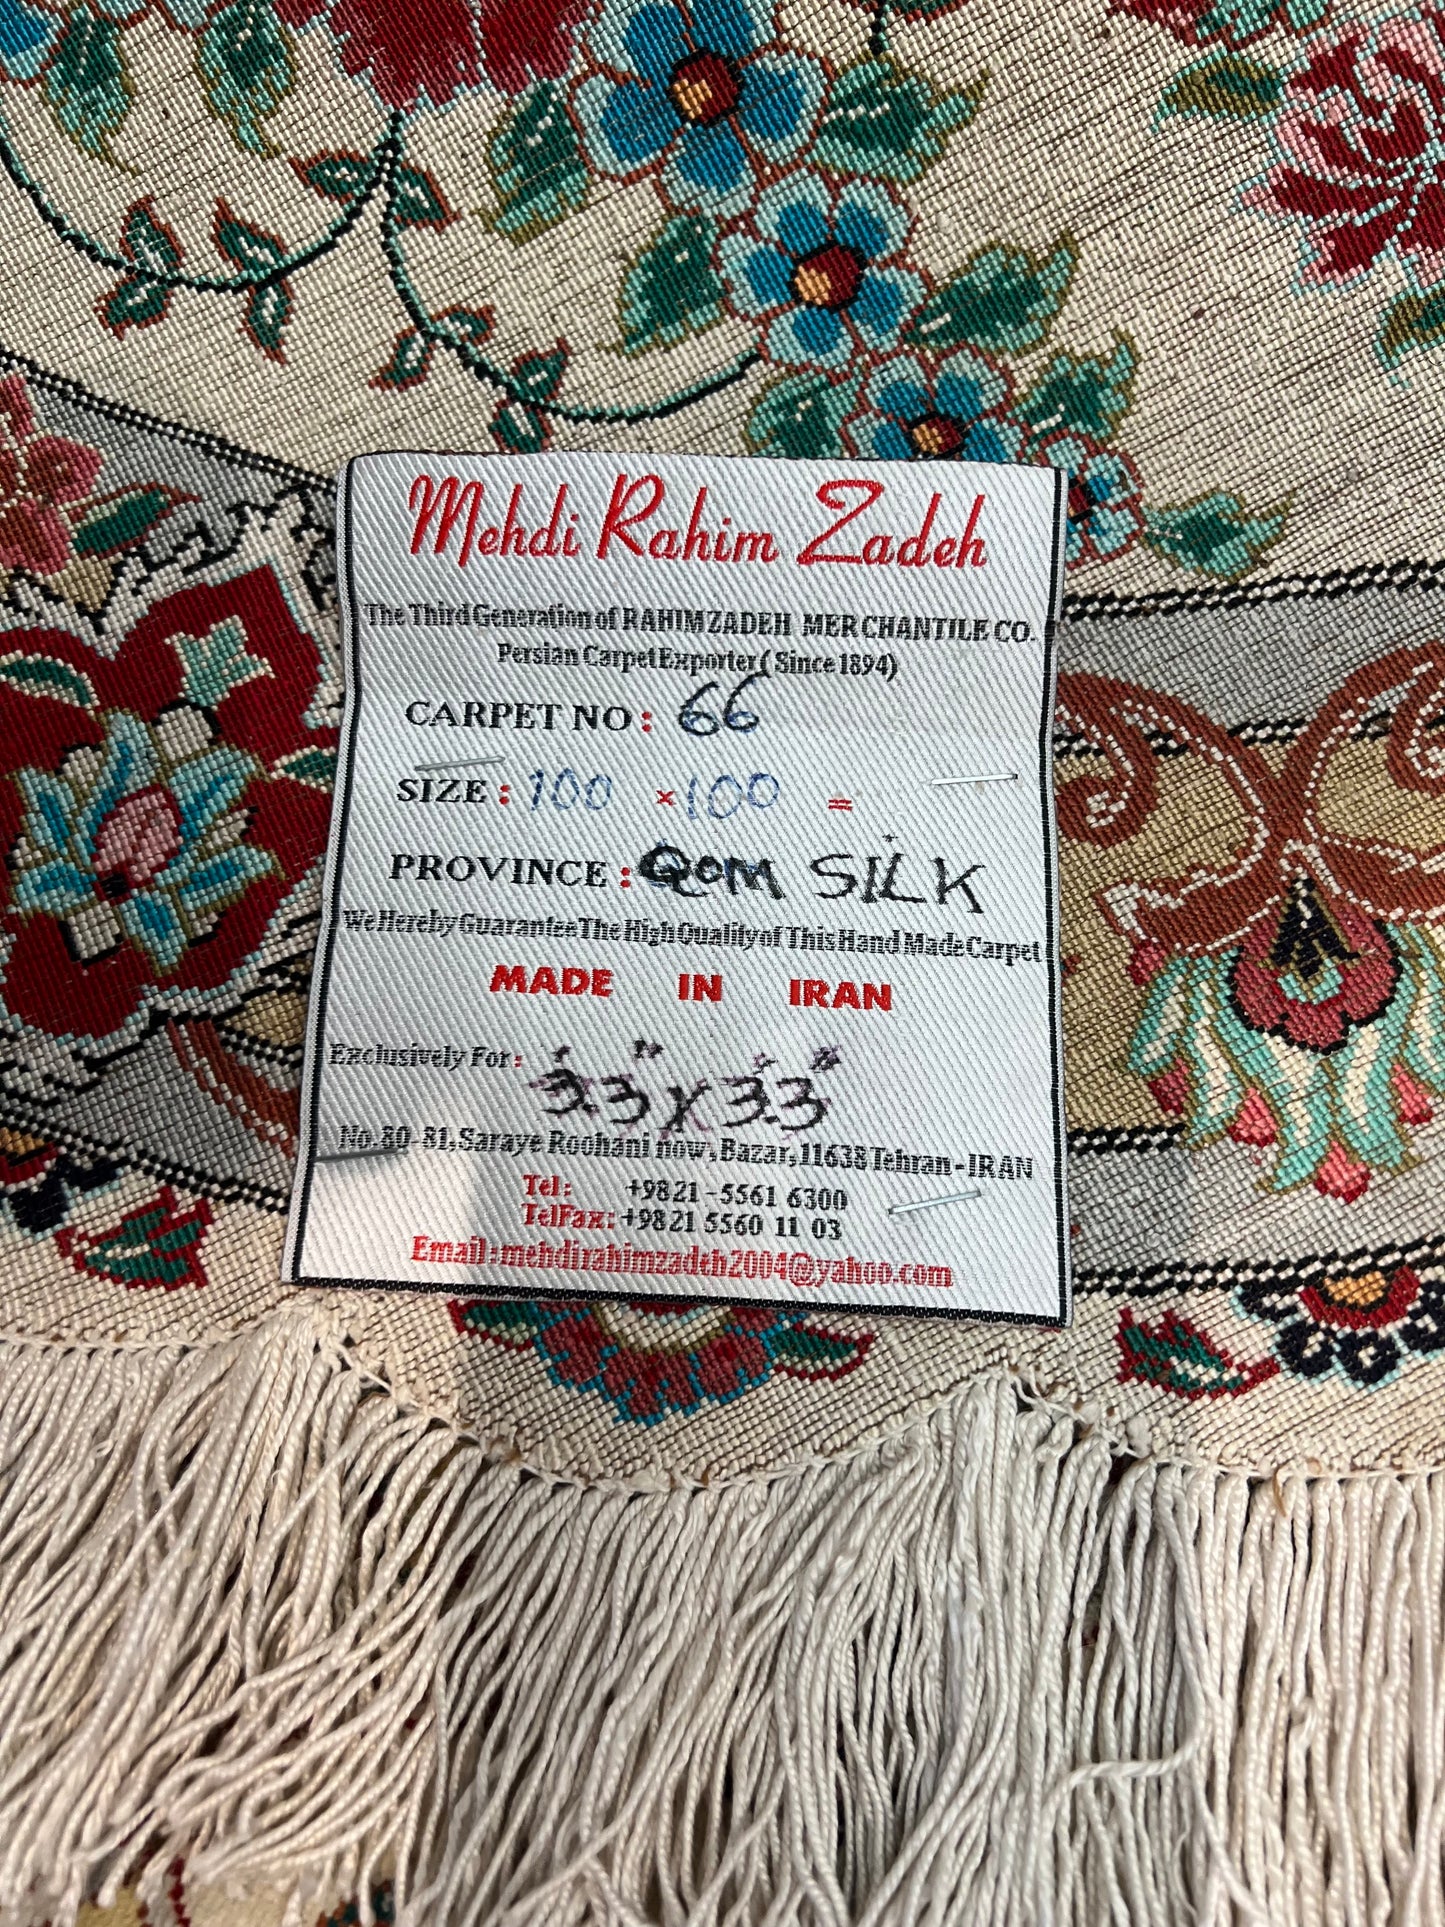 Mehdi Rahim Zadeh
The Third Generation of RAHIMZADEH MERCHANTILE CO.
Persian Carpet Exporter ( Since 1894)
CARPET NO : 66
SIZE : 100 × 100 =
PROVINCE : QOM SILK
We Hereby Guarantee The High Quality of This Hand Made Carpet
MADE IN IRAN
Exclusively For : 3'.3" X 3'.3"
No. 80-81, Saraye Roohani now, Bazar, 11638 Tehran - IRAN
Tel: +9821-5561 6300
TelFax: +9821 5560 11 03
Email: mehdirahimzadeh2004@yahoo.com